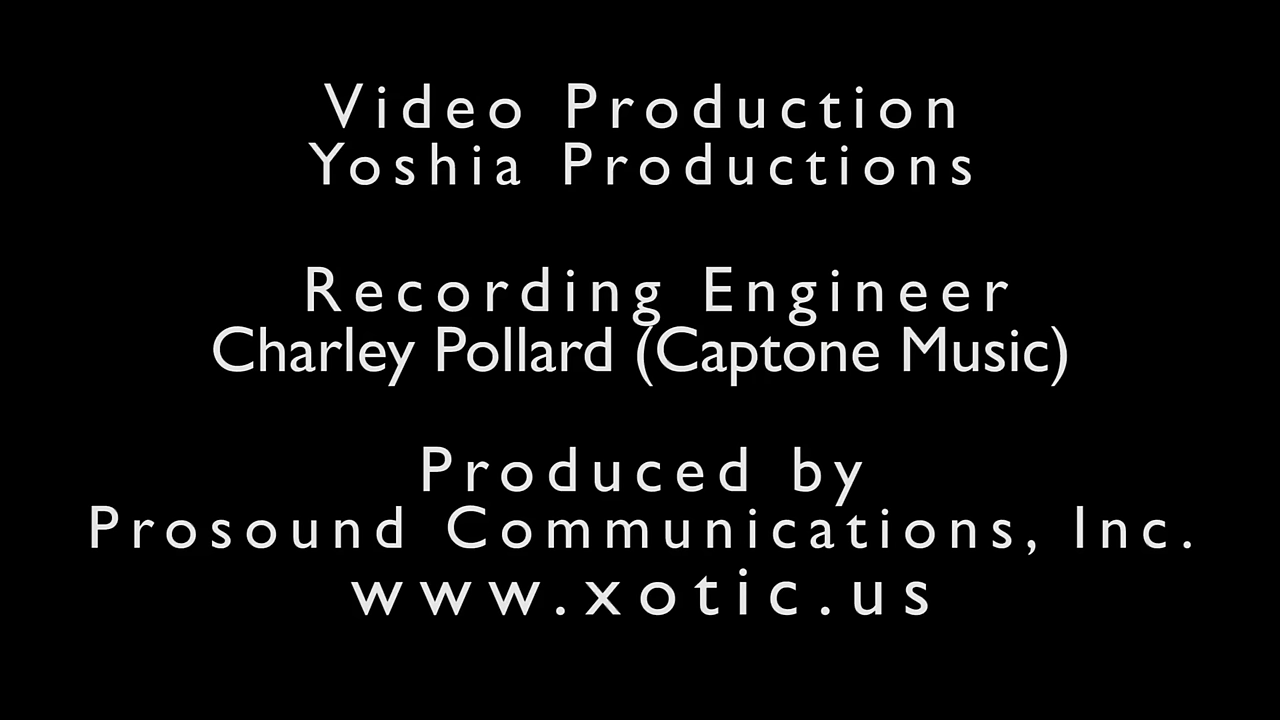 Video Production
Yoshia Productions
Recording Engineer
Charley Pollard (Captone Music)
Produced by
Prosound Communications, Inc.
www.xotic.us